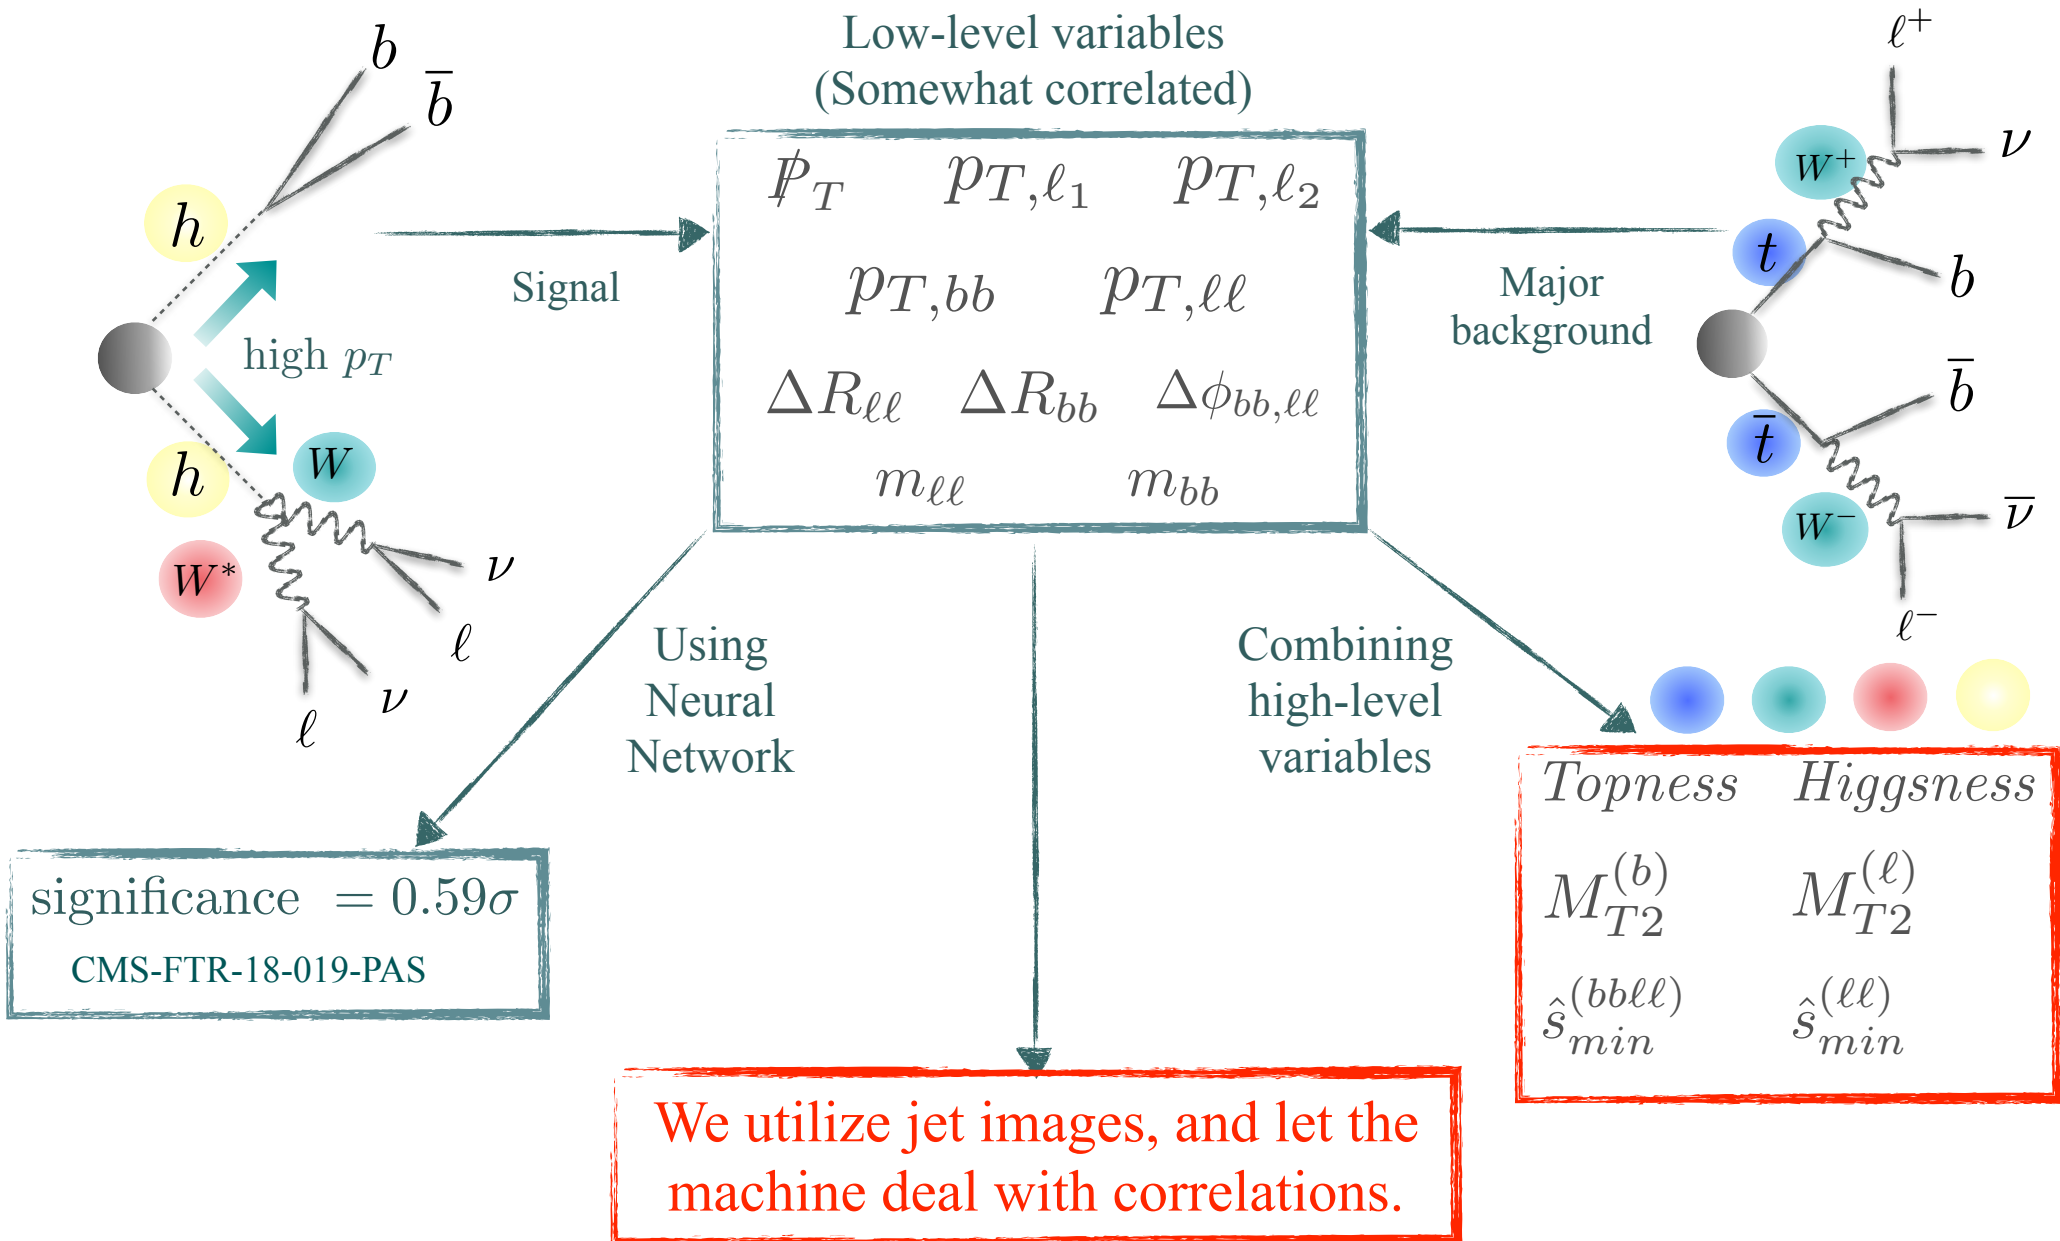 b
b̅
h
high p_T
h
W
W*
ν
ℓ
ν
ℓ
Signal
Low-level variables
(Somewhat correlated)
p̸_T p_{T,ℓ_1} p_{T,ℓ_2}
p_{T,bb} p_{T,ℓℓ}
ΔR_{ℓℓ} ΔR_{bb} Δϕ_{bb,ℓℓ}
m_{ℓℓ} m_{bb}
Major
background
ℓ^+
ν
W^+
t
b
b̅
t̅
W^-
ν̅
ℓ^-
Using
Neural
Network
Combining
high-level
variables
significance = 0.59σ
CMS-FTR-18-019-PAS
Topness Higgsness
M_{T2}^{(b)} M_{T2}^{(ℓ)}
ŝ_{min}^{(bbℓℓ)} ŝ_{min}^{(ℓℓ)}
We utilize jet images, and let the
machine deal with correlations.